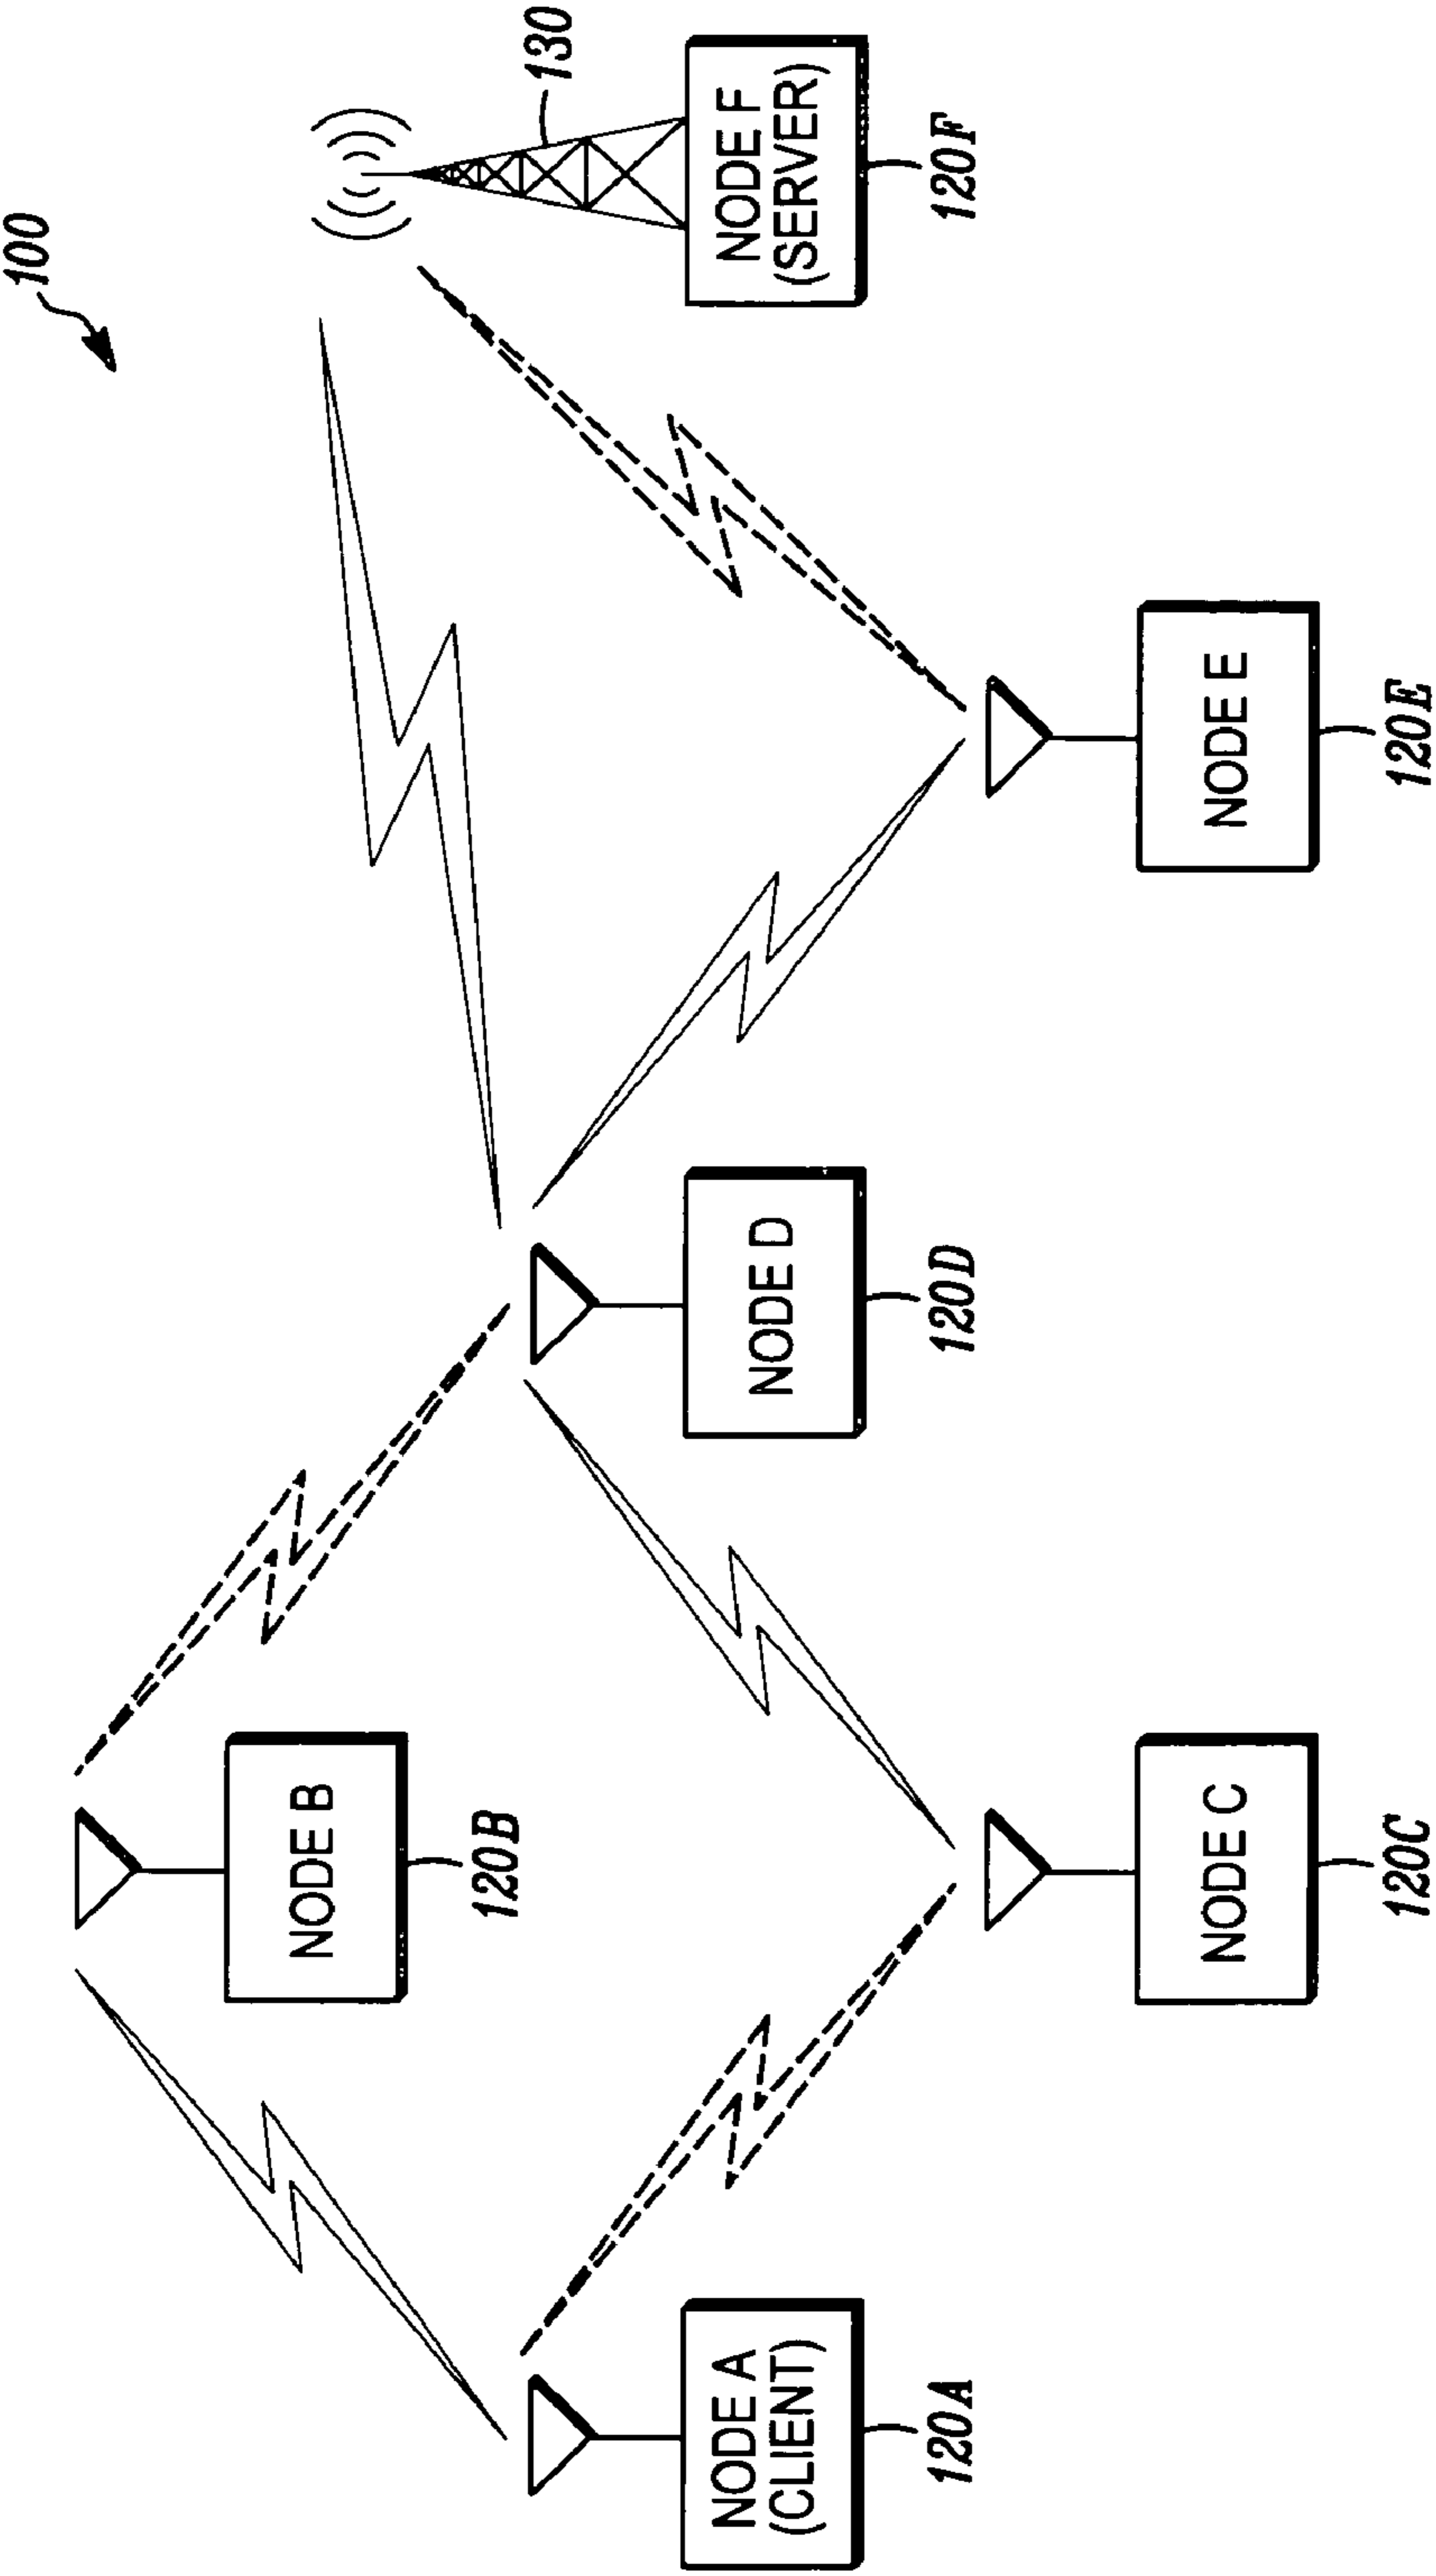 100
130
NODE F
(SERVER)
120F
NODE E
120E
NODE D
120D
NODE B
120B
NODE C
120C
NODE A
(CLIENT)
120A